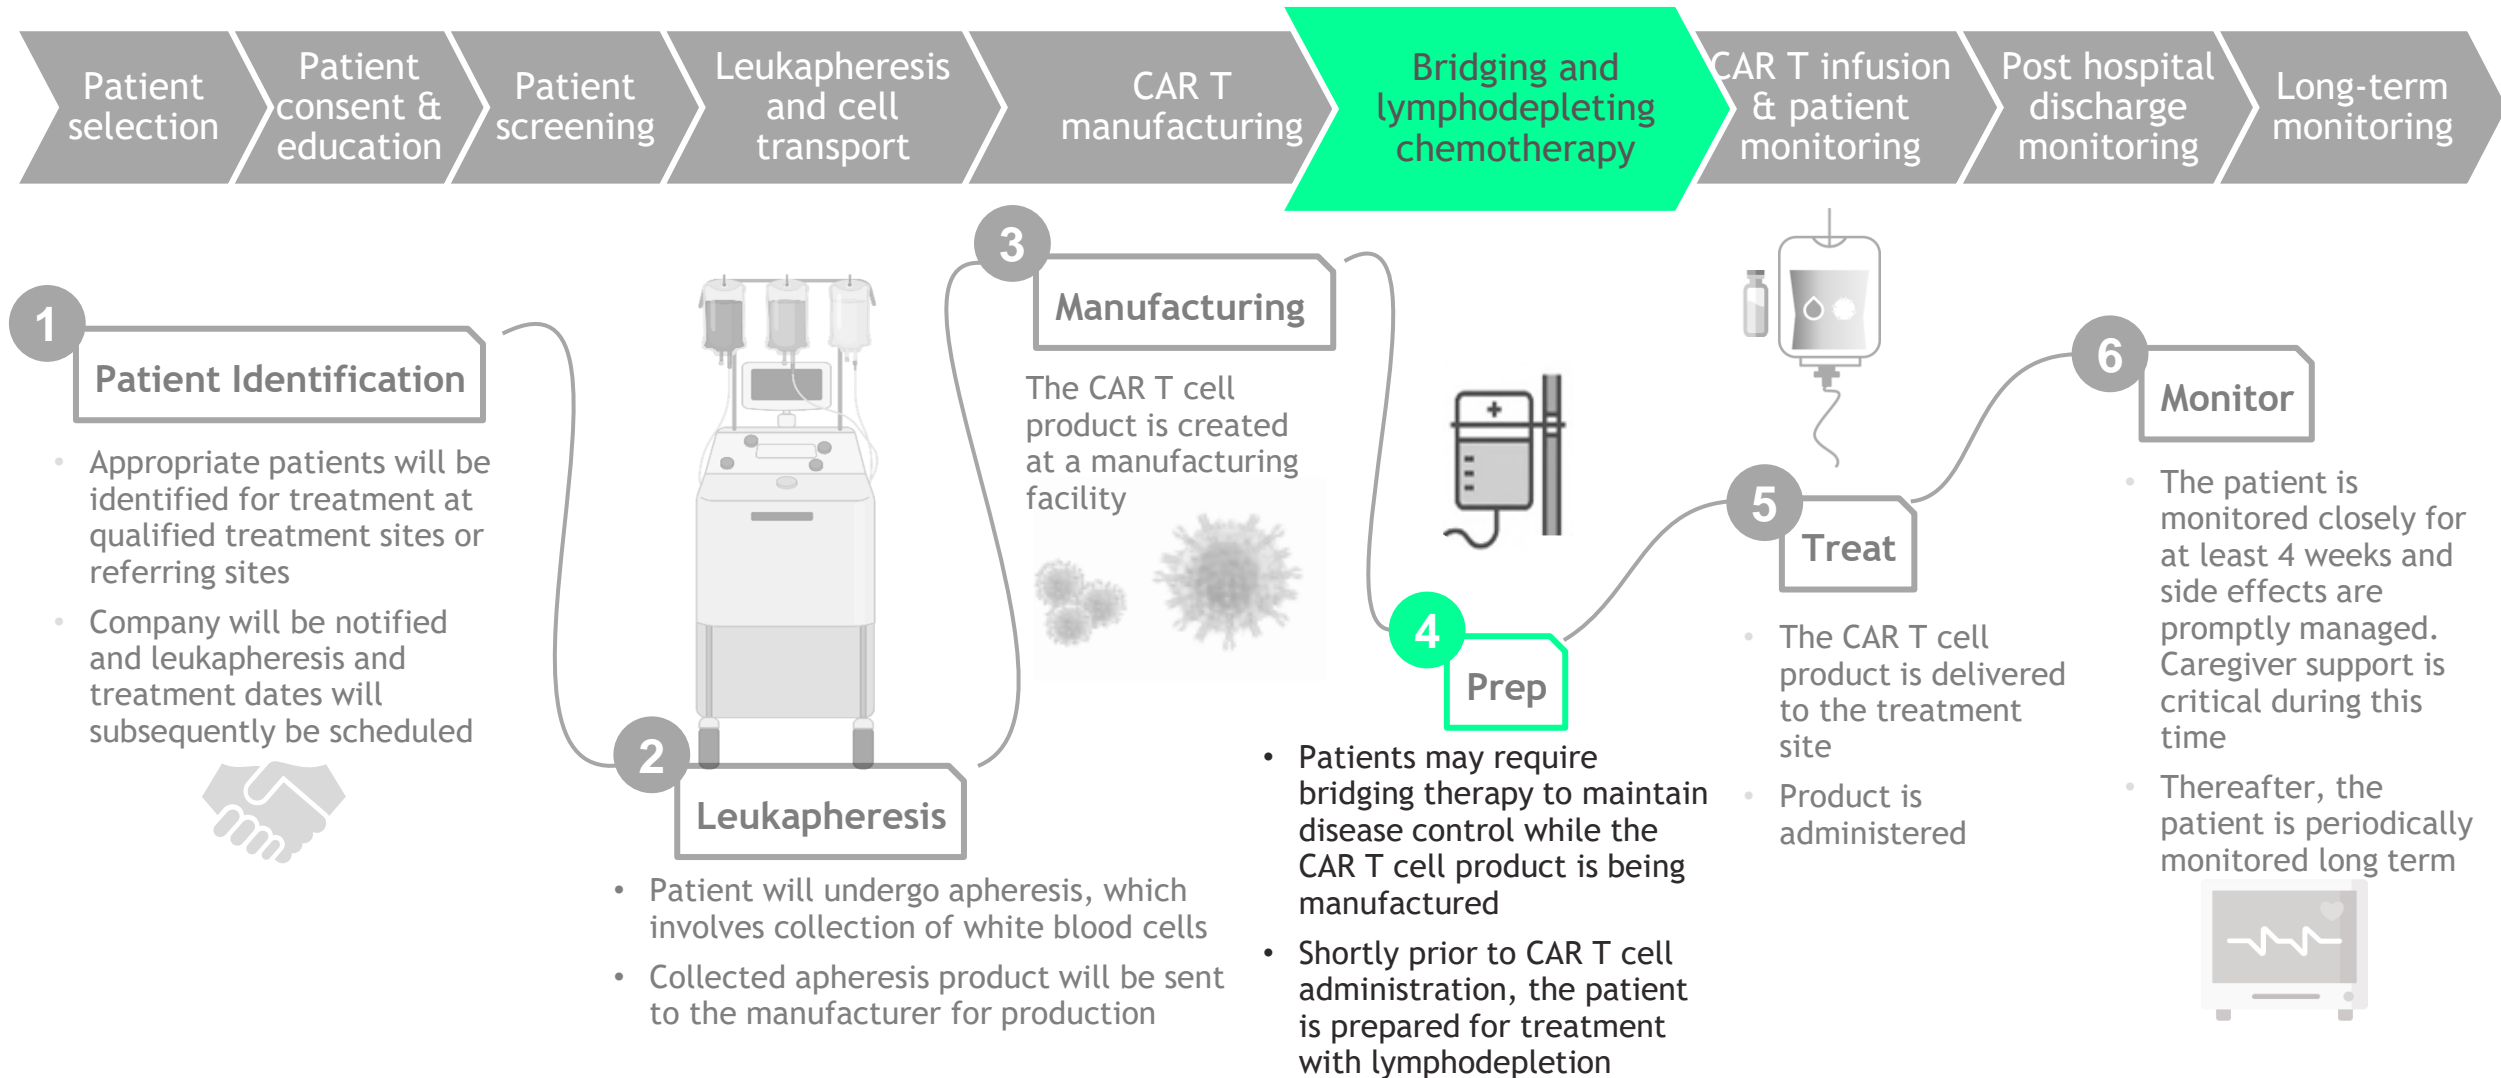 Patient
selection
Patient
consent &
education
Patient
screening
Leukapheresis
and cell
transport
CAR T
manufacturing
Bridging and
lymphodepleting
chemotherapy
CAR T infusion
& patient
monitoring
Post hospital
discharge
monitoring
Long-term
monitoring
1
Patient Identification
• Appropriate patients will be
identified for treatment at
qualified treatment sites or
referring sites
• Company will be notified
and leukapheresis and
treatment dates will
subsequently be scheduled
2
Leukapheresis
• Patient will undergo apheresis, which
involves collection of white blood cells
• Collected apheresis product will be sent
to the manufacturer for production
3
Manufacturing
The CAR T cell
product is created
at a manufacturing
facility
4
Prep
• Patients may require
bridging therapy to maintain
disease control while the
CAR T cell product is being
manufactured
• Shortly prior to CAR T cell
administration, the patient
is prepared for treatment
with lymphodepletion
5
Treat
• The CAR T cell
product is delivered
to the treatment
site
• Product is
administered
6
Monitor
• The patient is
monitored closely for
at least 4 weeks and
side effects are
promptly managed.
Caregiver support is
critical during this
time
• Thereafter, the
patient is periodically
monitored long term